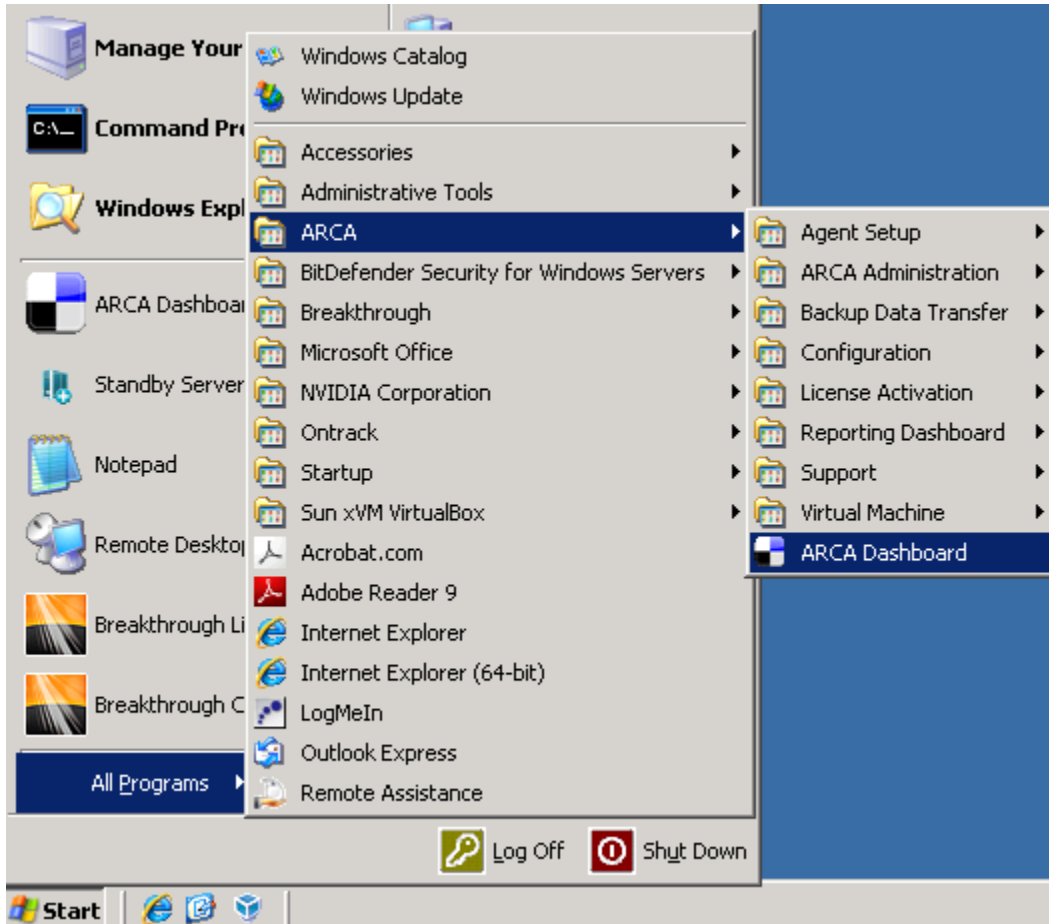 Manage Your
C:\_
Command Pr
Windows Expl
ARCA Dashboa
Standby Server
Notepad
Remote Deskto
Breakthrough Li
Breakthrough C
All Programs
Windows Catalog
Windows Update
Accessories
Administrative Tools
ARCA
BitDefender Security for Windows Servers
Breakthrough
Microsoft Office
NVIDIA Corporation
Ontrack
Startup
Sun xVM VirtualBox
Acrobat.com
Adobe Reader 9
Internet Explorer
Internet Explorer (64-bit)
LogMeIn
Outlook Express
Remote Assistance
Agent Setup
ARCA Administration
Backup Data Transfer
Configuration
License Activation
Reporting Dashboard
Support
Virtual Machine
ARCA Dashboard
Log Off
Shut Down
Start